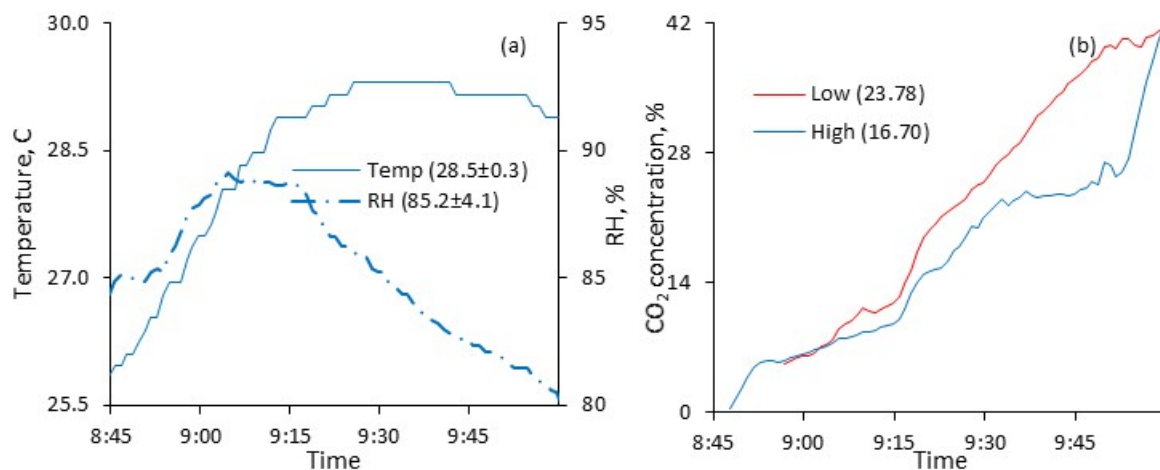 30.0
28.5
27.0
25.5
Temperature, C
95
90
85
80
RH, %
(a)
Temp (28.5±0.3)
RH (85.2±4.1)
8:45 9:00 9:15 9:30 9:45
Time
42
28
14
0
CO2 concentration, %
(b)
Low (23.78)
High (16.70)
8:45 9:00 9:15 9:30 9:45
Time